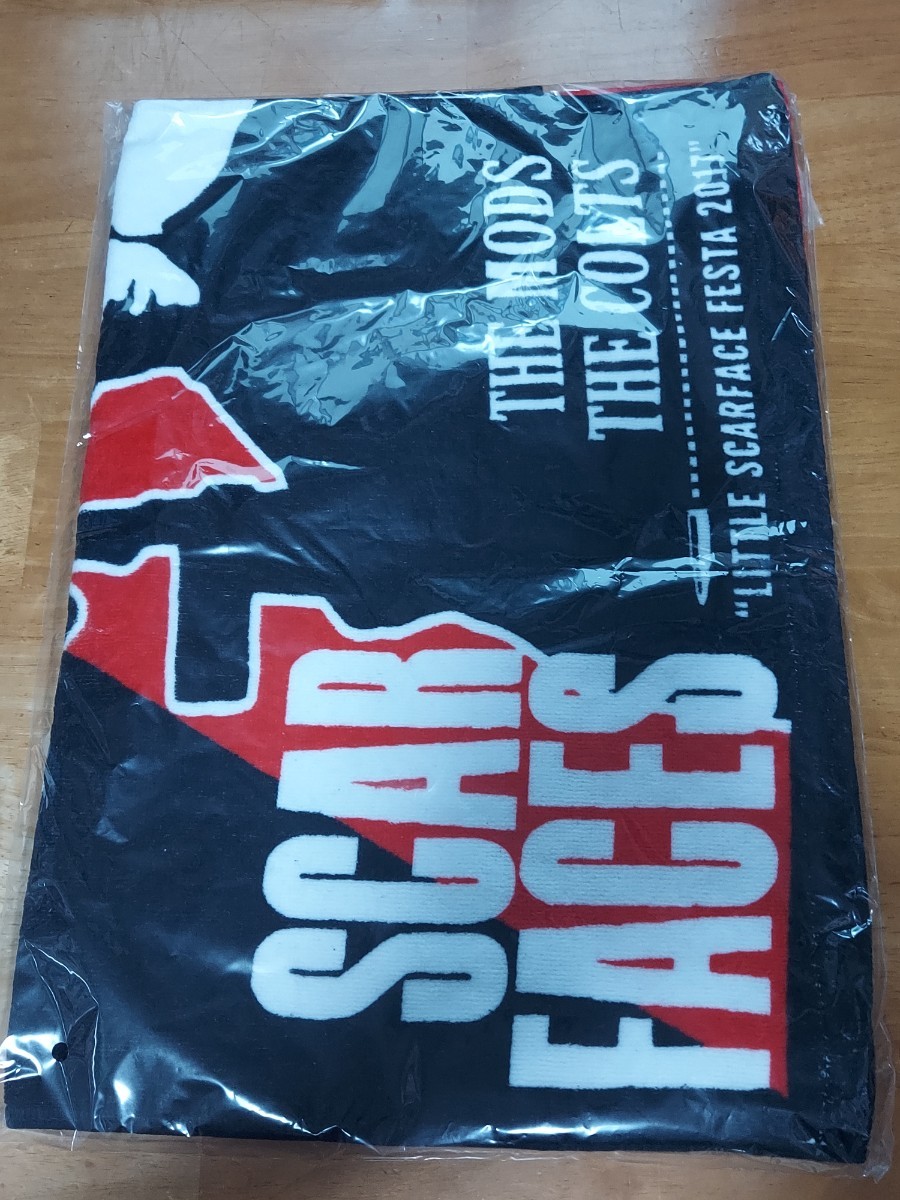 SCAR
FACES
THE MODS
THE COLTS
"LITTLE SCARFACE FESTA 2017"